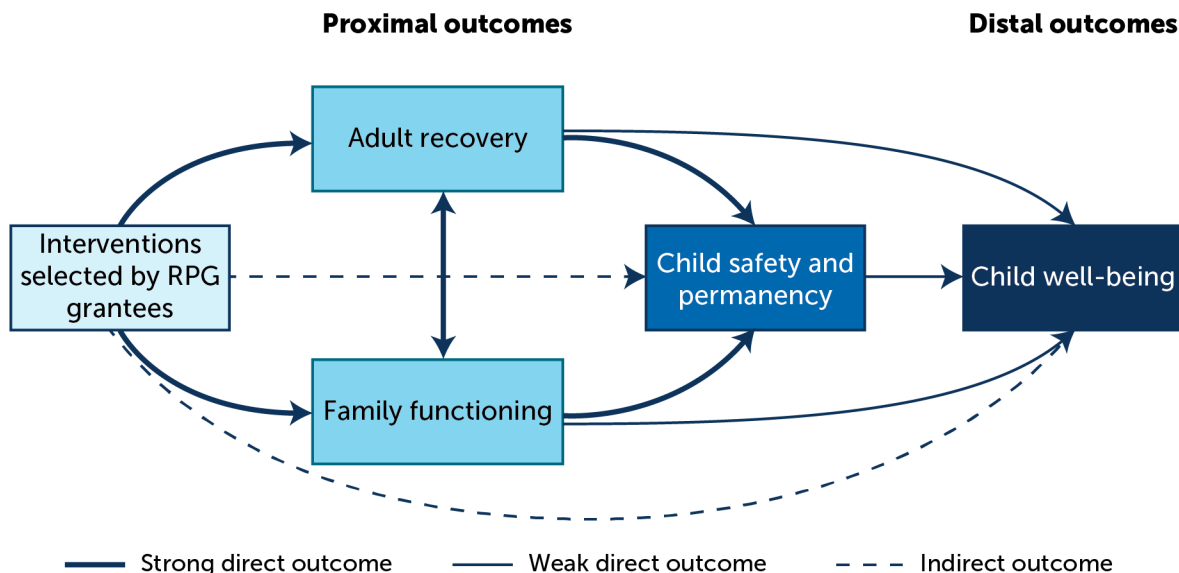 Proximal outcomes
Distal outcomes
Adult recovery
Interventions
selected by RPG
grantees
Child safety and
permanency
Child well-being
Family functioning
Strong direct outcome
Weak direct outcome
Indirect outcome